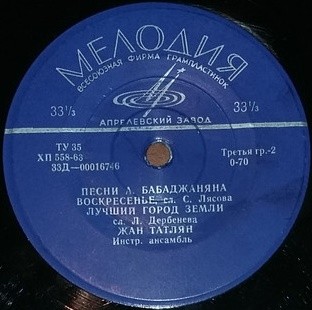 МЕЛОДИЯ
ВСЕСОЮЗНАЯ ФИРМА ГРАМПЛАСТИНОК
33⅓ 33⅓
АПРЕЛЕВСКИЙ ЗАВОД
ТУ 35
ХП 558-63
33Д—00016746
Третья гр.-2
0-70
ПЕСНИ А. БАБАДЖАНЯНА
ВОСКРЕСЕНЬЕ, сл. С. Лясова
ЛУЧШИЙ ГОРОД ЗЕМЛИ
сл. Л. Дербенева
ЖАН ТАТЛЯН
Инстр. ансамбль